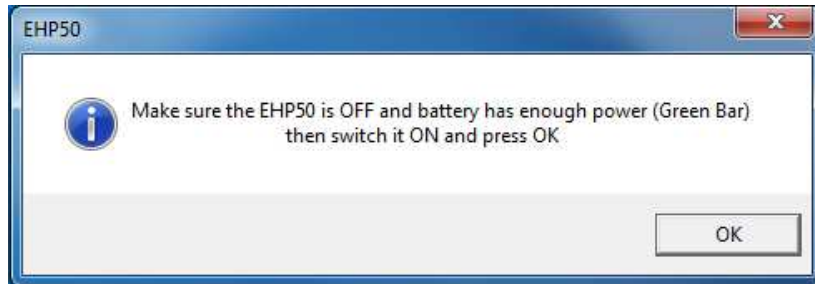 EHP50
Make sure the EHP50 is OFF and battery has enough power (Green Bar)
then switch it ON and press OK
OK